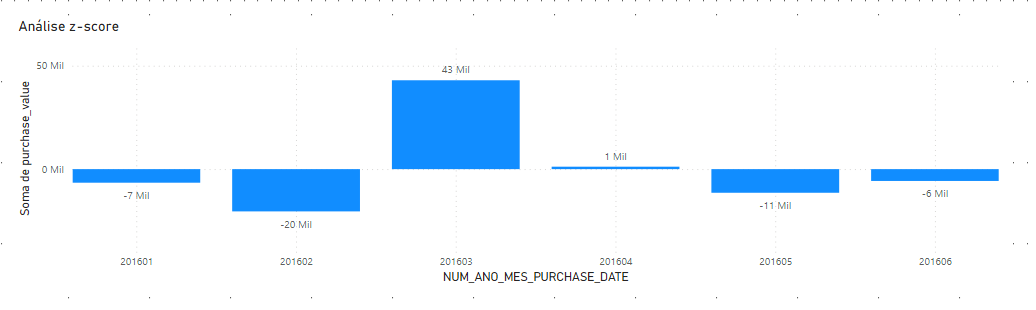 Análise z-score
50 Mil
0 Mil
Soma de purchase_value
-7 Mil
-20 Mil
43 Mil
1 Mil
-11 Mil
-6 Mil
201601
201602
201603
201604
201605
201606
NUM_ANO_MES_PURCHASE_DATE